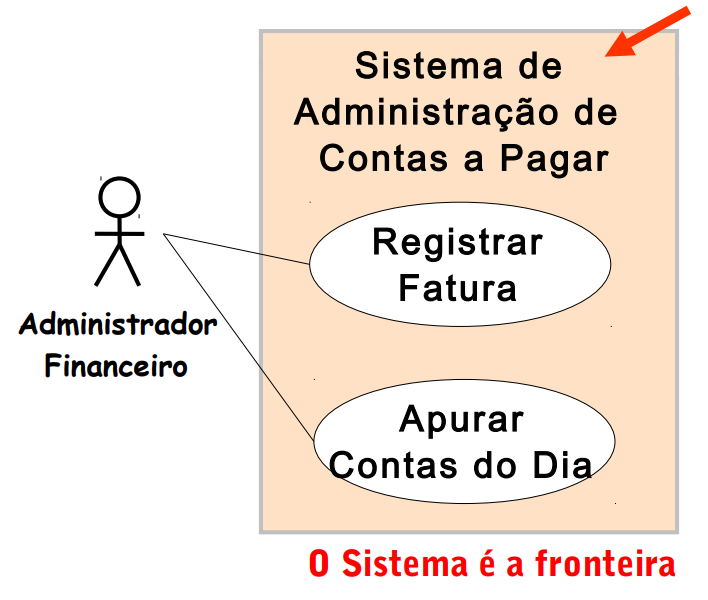 Sistema de
Administração de
Contas a Pagar
Registrar
Fatura
Administrador
Financeiro
Apurar
Contas do Dia
O Sistema é a fronteira